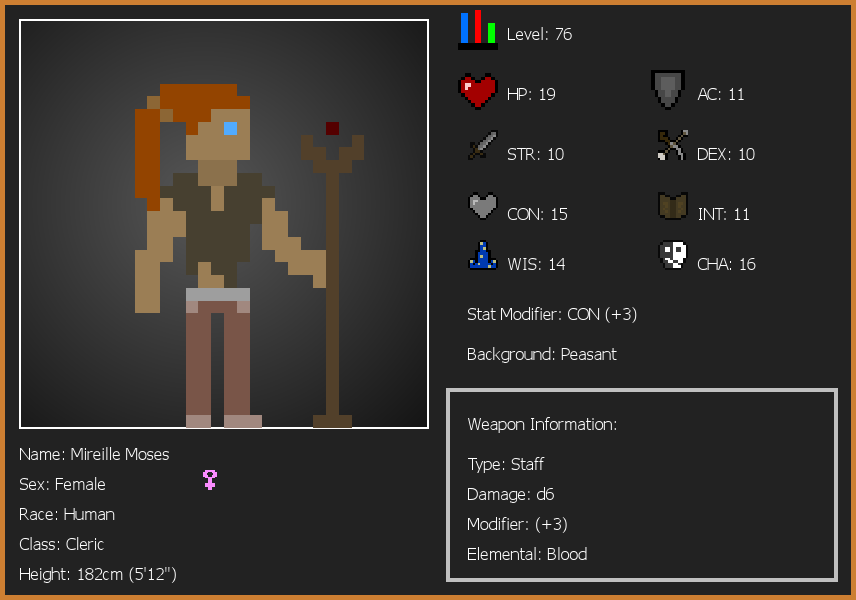 Level: 76
HP: 19
AC: 11
STR: 10
DEX: 10
CON: 15
INT: 11
WIS: 14
CHA: 16
Stat Modifier: CON (+3)
Background: Peasant
Weapon Information:
Type: Staff
Damage: d6
Modifier: (+3)
Elemental: Blood
Name: Mireille Moses
Sex: Female
Race: Human
Class: Cleric
Height: 182cm (5'12")